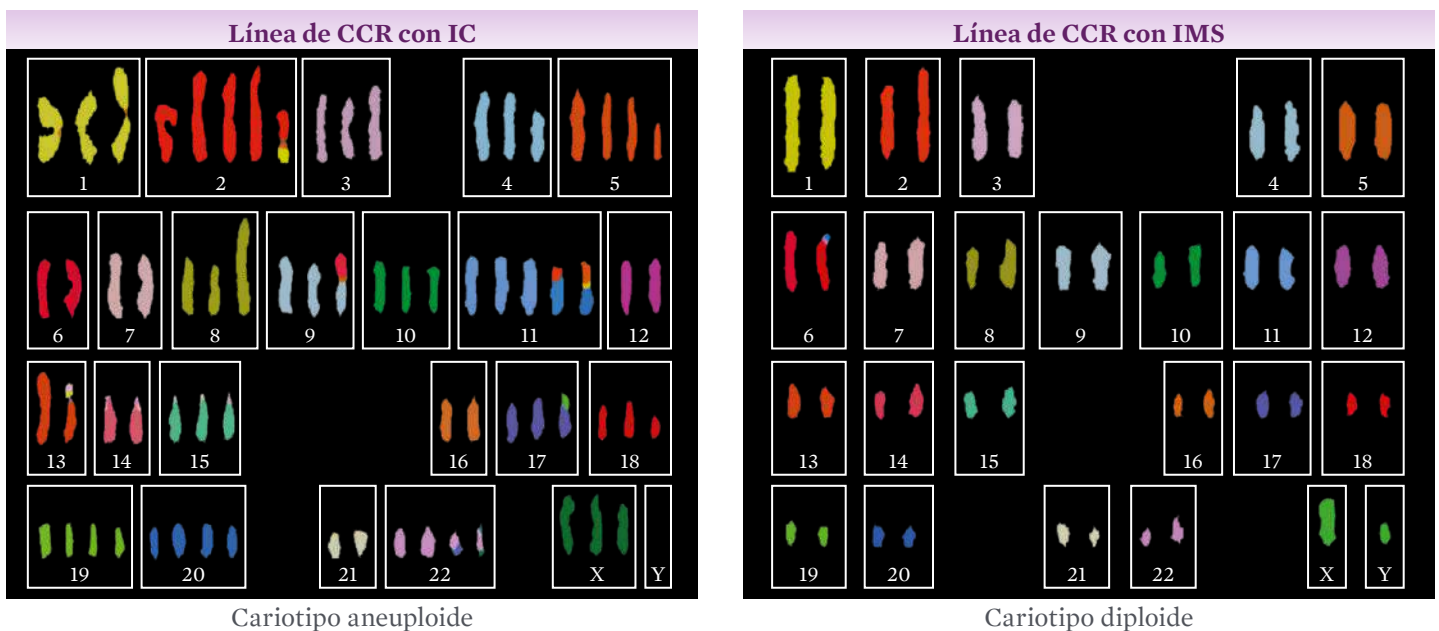 Línea de CCR con IC
1 2 3 4 5
6 7 8 9 10 11 12
13 14 15 16 17 18
19 20 21 22 X Y
Cariotipo aneuploide
Línea de CCR con IMS
1 2 3 4 5
6 7 8 9 10 11 12
13 14 15 16 17 18
19 20 21 22 X Y
Cariotipo diploide